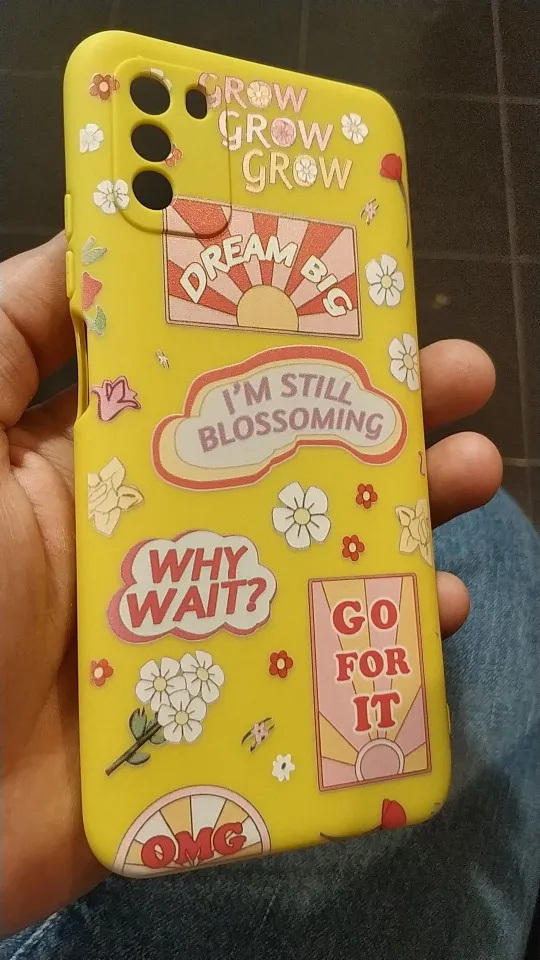 GROW
GROW
GROW
DREAM BIG
I'M STILL
BLOSSOMING
WHY
WAIT?
GO
FOR
IT
OMG